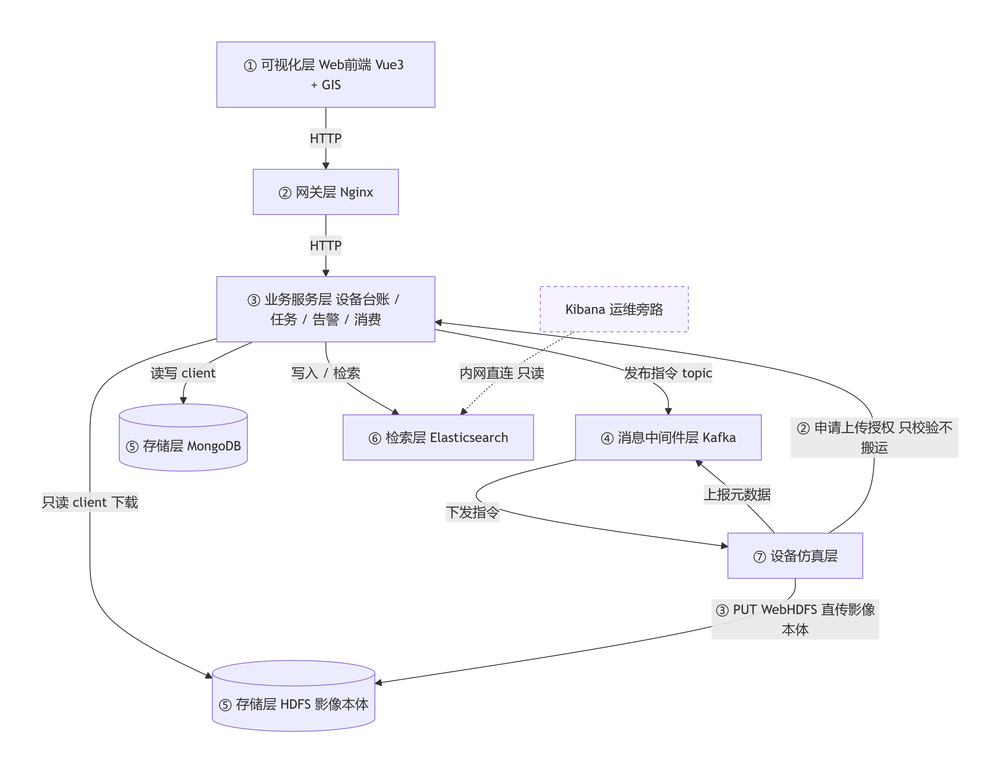 ① 可视化层 Web前端 Vue3
+ GIS
HTTP
② 网关层 Nginx
HTTP
③ 业务服务层 设备台账 /
任务 / 告警 / 消费
Kibana 运维旁路
读写 client
写入 / 检索
内网直连 只读
发布指令 topic
② 申请上传授权 只校验不
搬运
⑤ 存储层 MongoDB
⑥ 检索层 Elasticsearch
④ 消息中间件层 Kafka
只读 client 下载
下发指令
上报元数据
⑦ 设备仿真层
③ PUT WebHDFS 直传影像
本体
⑤ 存储层 HDFS 影像本体